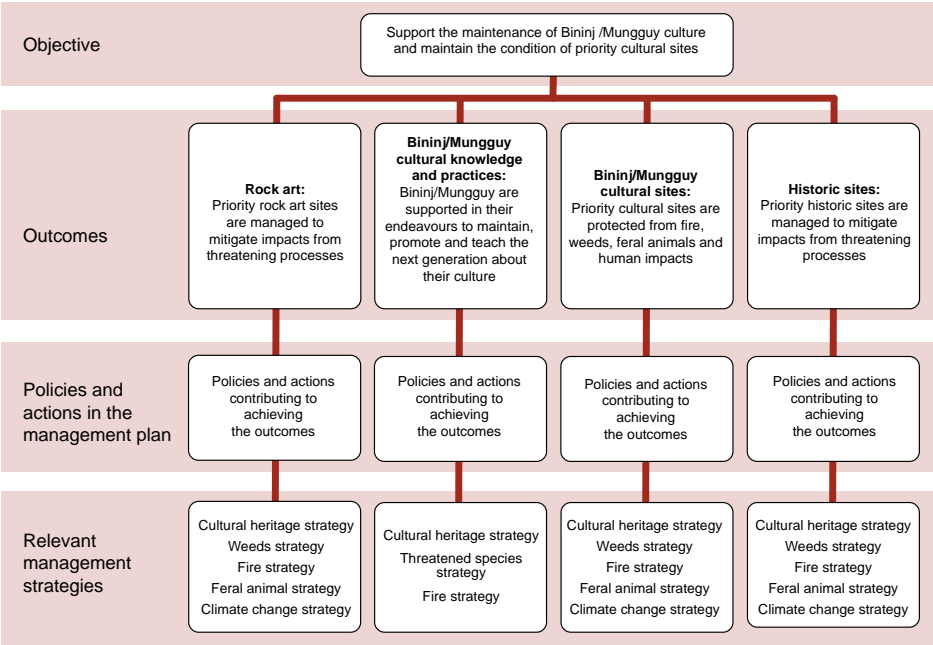 Objective
Support the maintenance of Bininj /Mungguy culture
and maintain the condition of priority cultural sites
Outcomes
Rock art:
Priority rock art sites
are managed to
mitigate impacts from
threatening processes
Bininj/Mungguy
cultural knowledge
and practices:
Bininj/Mungguy are
supported in their
endeavours to maintain,
promote and teach the
next generation about
their culture
Bininj/Mungguy
cultural sites:
Priority cultural sites are
protected from fire,
weeds, feral animals and
human impacts
Historic sites:
Priority historic sites are
managed to mitigate
impacts from threatening
processes
Policies and
actions in the
management plan
Policies and actions
contributing to
achieving
the outcomes
Policies and actions
contributing to
achieving
the outcomes
Policies and actions
contributing to
achieving
the outcomes
Policies and actions
contributing to
achieving
the outcomes
Relevant
management
strategies
Cultural heritage strategy
Weeds strategy
Fire strategy
Feral animal strategy
Climate change strategy
Cultural heritage strategy
Threatened species
strategy
Fire strategy
Cultural heritage strategy
Weeds strategy
Fire strategy
Feral animal strategy
Climate change strategy
Cultural heritage strategy
Weeds strategy
Fire strategy
Feral animal strategy
Climate change strategy